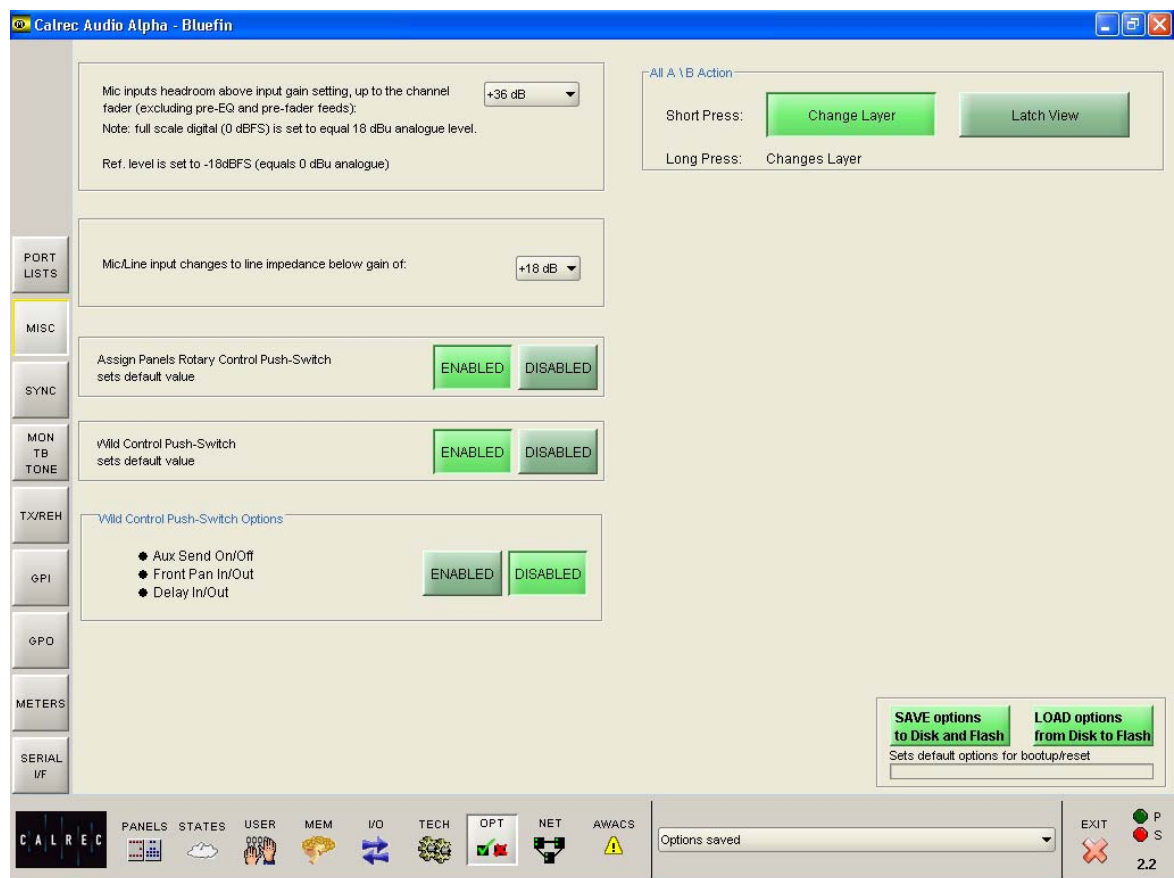 Calrec Audio Alpha - Bluefin
Mic inputs headroom above input gain setting, up to the channel
fader (excluding pre-EQ and pre-fader feeds):
+36 dB
Note: full scale digital (0 dBFS) is set to equal 18 dBu analogue level.
Ref. level is set to -18dBFS (equals 0 dBu analogue)
All A \ B Action
Short Press:
Change Layer
Latch View
Long Press:
Changes Layer
PORT
LISTS
MISC
SYNC
MON
TB
TONE
TX/REH
GPI
GPO
METERS
SERIAL
I/F
Mic/Line input changes to line impedance below gain of:
+18 dB
Assign Panels Rotary Control Push-Switch
sets default value
ENABLED
DISABLED
Wild Control Push-Switch
sets default value
ENABLED
DISABLED
Wild Control Push-Switch Options
Aux Send On/Off
Front Pan In/Out
Delay In/Out
ENABLED
DISABLED
SAVE options
to Disk and Flash
LOAD options
from Disk to Flash
Sets default options for bootup/reset
CALREC
PANELS
STATES
USER
MEM
I/O
TECH
OPT
NET
AWACS
Options saved
EXIT
P
S
2.2